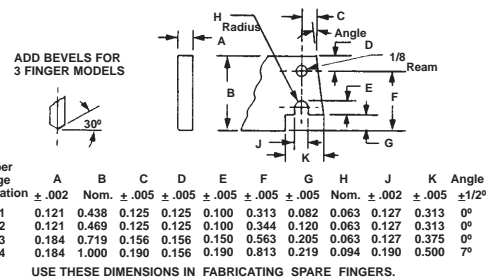 H
Radius
C
Angle
A
D
ADD BEVELS FOR
3 FINGER MODELS
1/8
Ream
B
E
F
30º
J
G
K
A B C D E F G H J K Angle
± .002 Nom. ± .005 ± .005 ± .005 ± .005 ± .005 Nom. ± .002 ± .005 ±1/2º
1 0.121 0.438 0.125 0.125 0.100 0.313 0.082 0.063 0.127 0.313 0º
2 0.121 0.469 0.125 0.125 0.100 0.344 0.120 0.063 0.127 0.313 0º
3 0.184 0.719 0.156 0.156 0.150 0.563 0.205 0.063 0.127 0.375 0º
4 0.184 1.000 0.190 0.156 0.190 0.813 0.219 0.094 0.190 0.500 7º
USE THESE DIMENSIONS IN FABRICATING SPARE FINGERS.